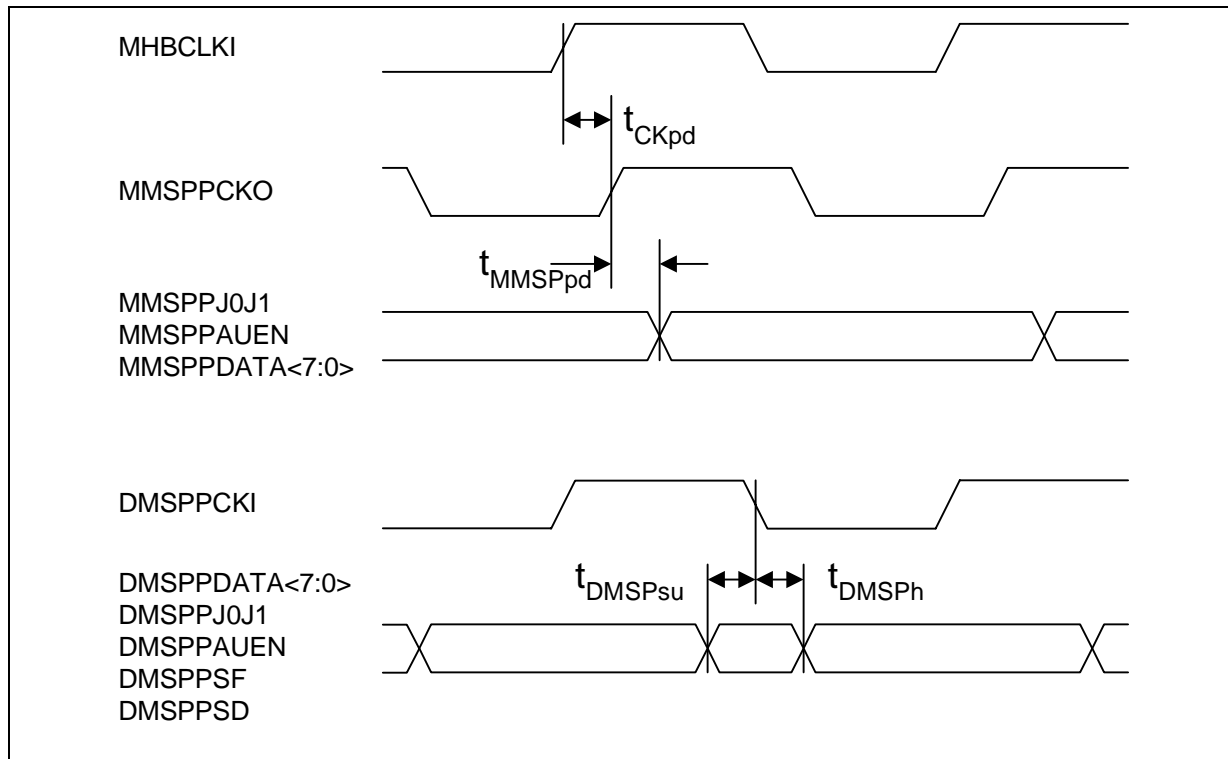 MHBCLKI
tCKpd
MMSPPCKO
tMMSPpd
MMSPPJ0J1
MMSPPAUEN
MMSPPDATA<7:0>
DMSPPCKI
DMSPPDATA<7:0>
tDMSPsu
tDMSPh
DMSPPJ0J1
DMSPPAUEN
DMSPPSF
DMSPPSD